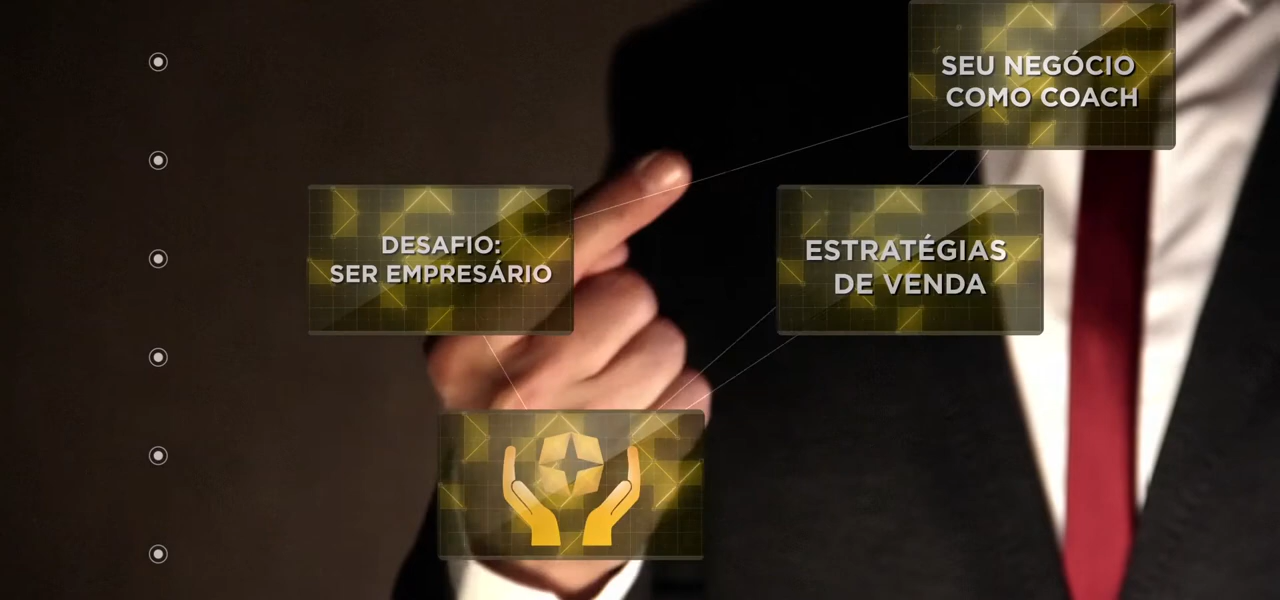 SEU NEGÓCIO
COMO COACH
DESAFIO:
SER EMPRESÁRIO
ESTRATÉGIAS
DE VENDA